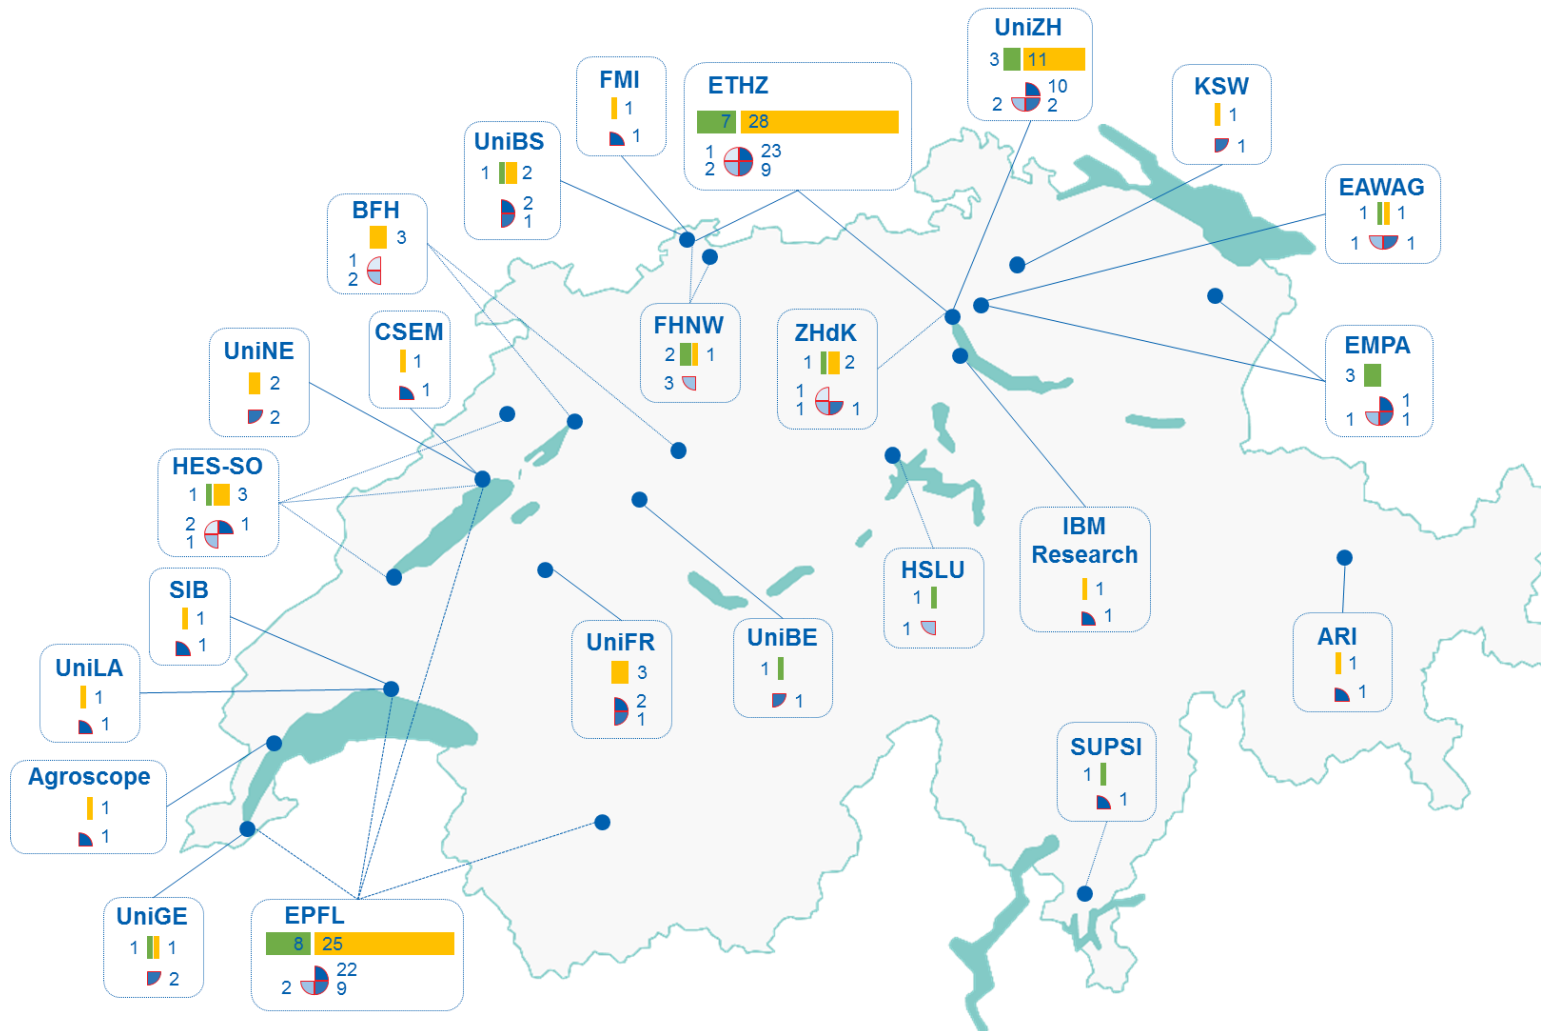 UniZH
3 11
10
2 2
FMI
1
1
ETHZ
7 28
1 23
2 9
KSW
1
1
UniBS
1 2
2
1
EAWAG
1 1
1 1
BFH
3
1
2
CSEM
1
1
FHNW
2 1
3
ZHdK
1 2
1
1 1
UniNE
2
2
EMPA
3
1
1 1
HES-SO
1 3
2 1
1
IBM
Research
1
1
HSLU
1
1
SIB
1
1
UniFR
3
2
1
UniBE
1
1
ARI
1
1
UniLA
1
1
SUPSI
1
1
Agroscope
1
1
UniGE
1 1
2
EPFL
8 25
22
2 9